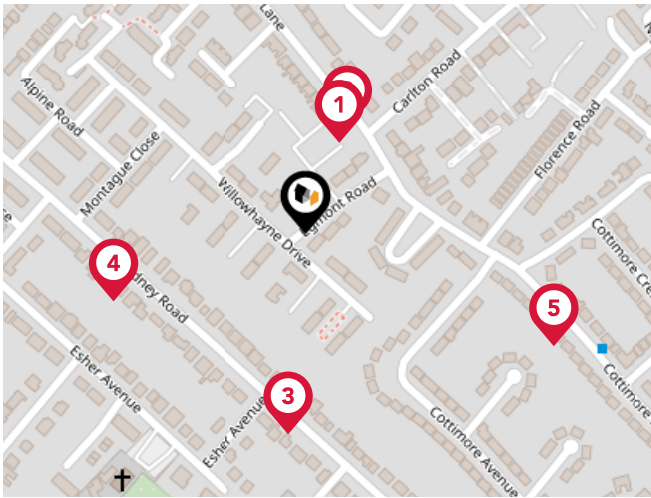 Lane
Carlton Road
1
Alpine Road
Florence Road
Montague Close
Willowhayne Drive
gmont Road
4
dney Road
Cottimore Cre
5
Esher Avenue
3
Esher Avenue
Cottimore
Cottimore Avenue